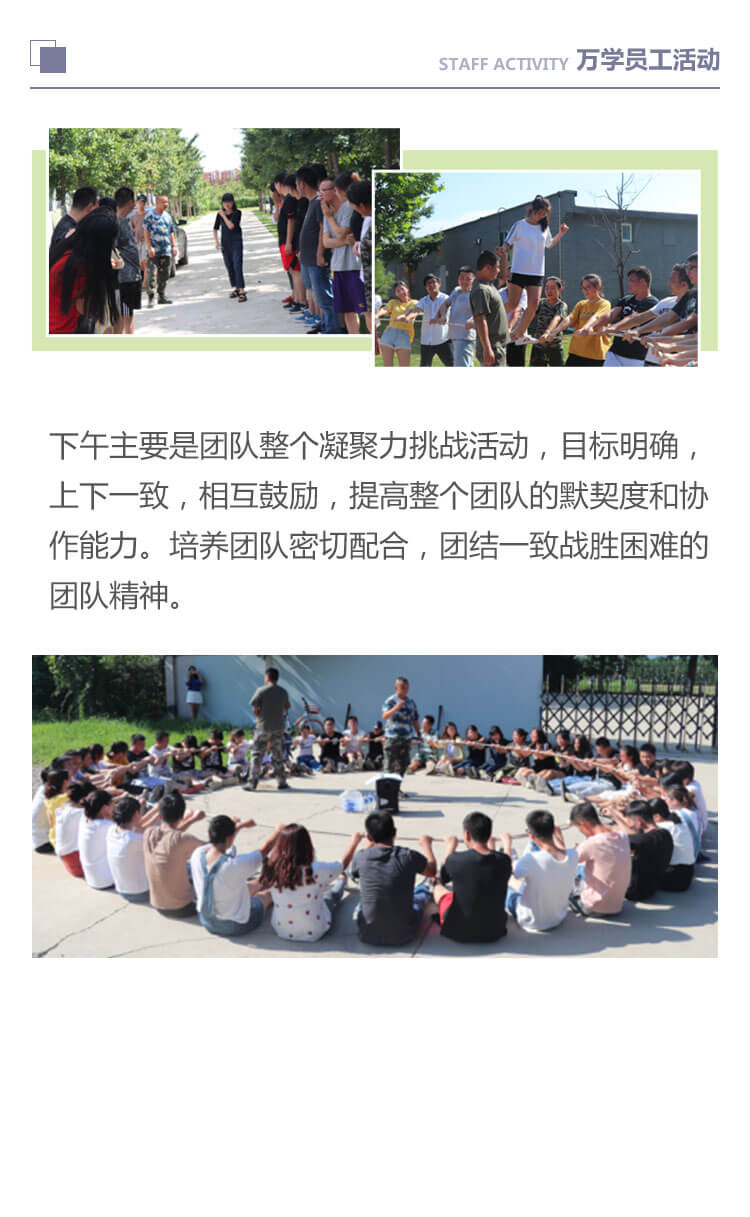 STAFF ACTIVITY 万学员工活动
下午主要是团队整个凝聚力挑战活动，目标明确，
上下一致，相互鼓励，提高整个团队的默契度和协
作能力。培养团队密切配合，团结一致战胜困难的
团队精神。